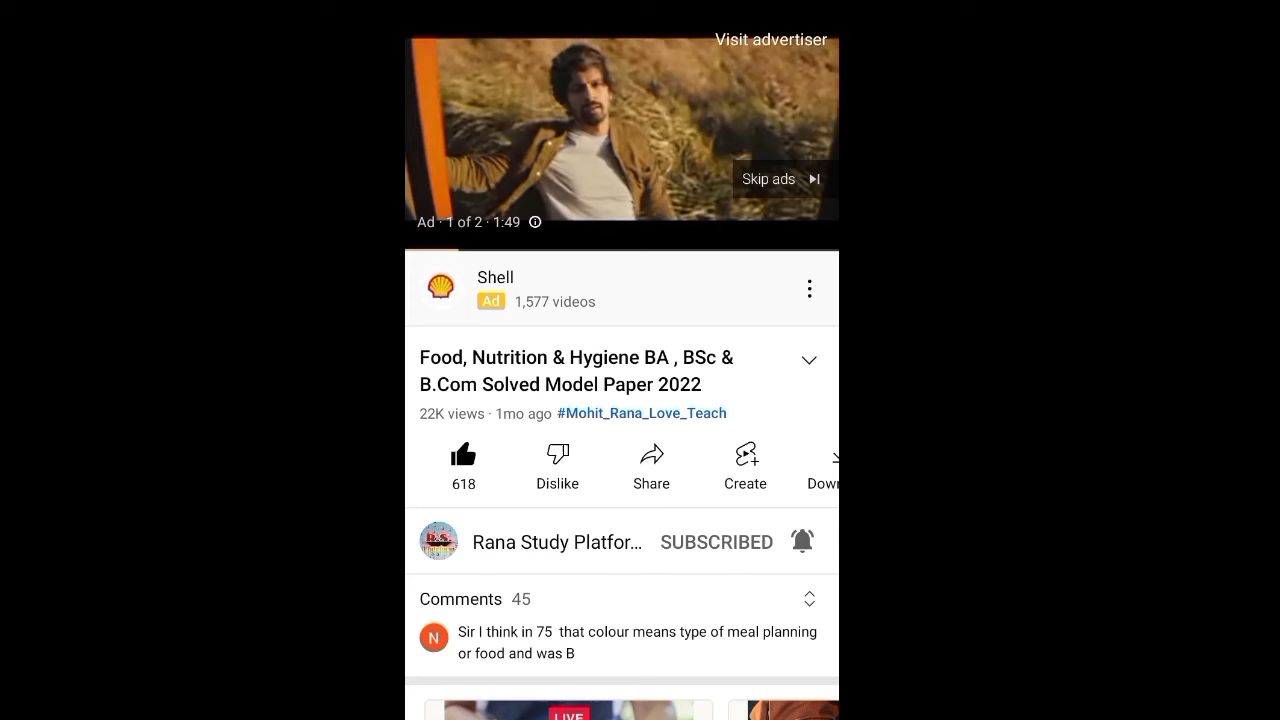 Visit advertiser
Skip ads
Ad · 1 of 2 · 1:49
Shell
Ad 1,577 videos
Food, Nutrition & Hygiene BA , BSc &
B.Com Solved Model Paper 2022
22K views · 1mo ago #Mohit_Rana_Love_Teach
618 Dislike Share Create Down
Rana Study Platfor... SUBSCRIBED
Comments 45
N
Sir I think in 75 that colour means type of meal planning
or food and was B
LIVE